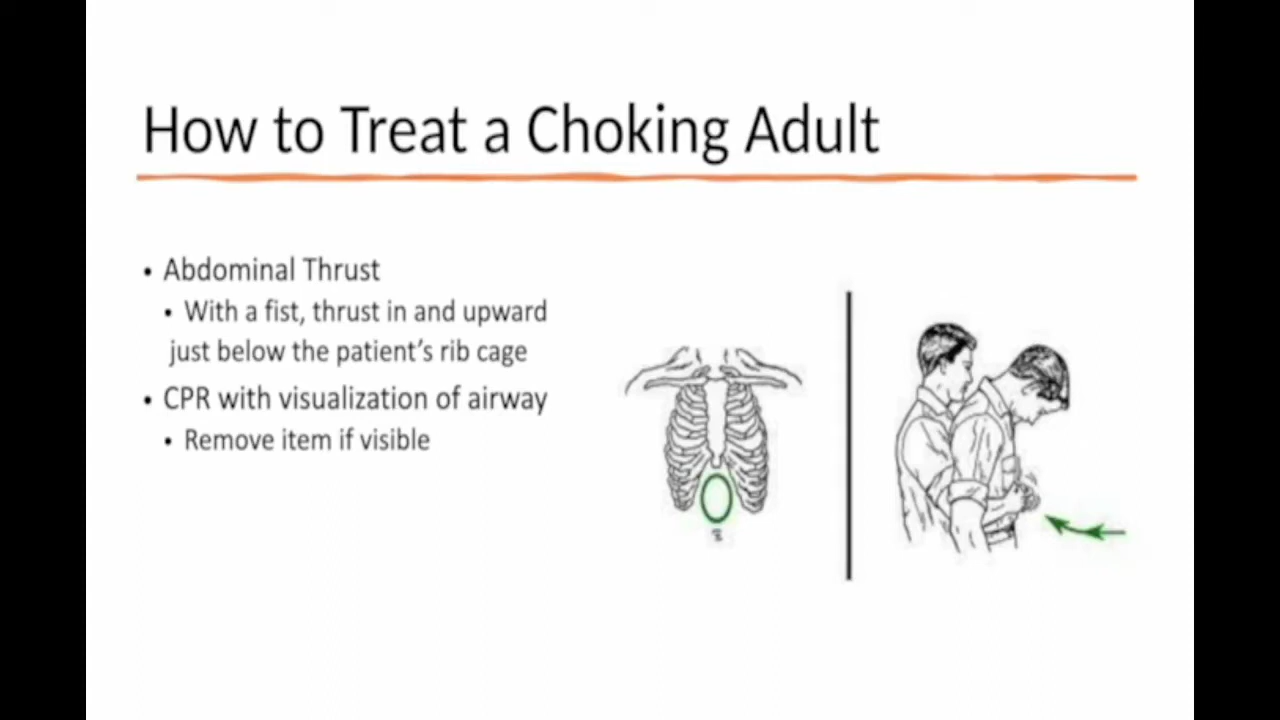 How to Treat a Choking Adult
• Abdominal Thrust
• With a fist, thrust in and upward
just below the patient’s rib cage
• CPR with visualization of airway
• Remove item if visible